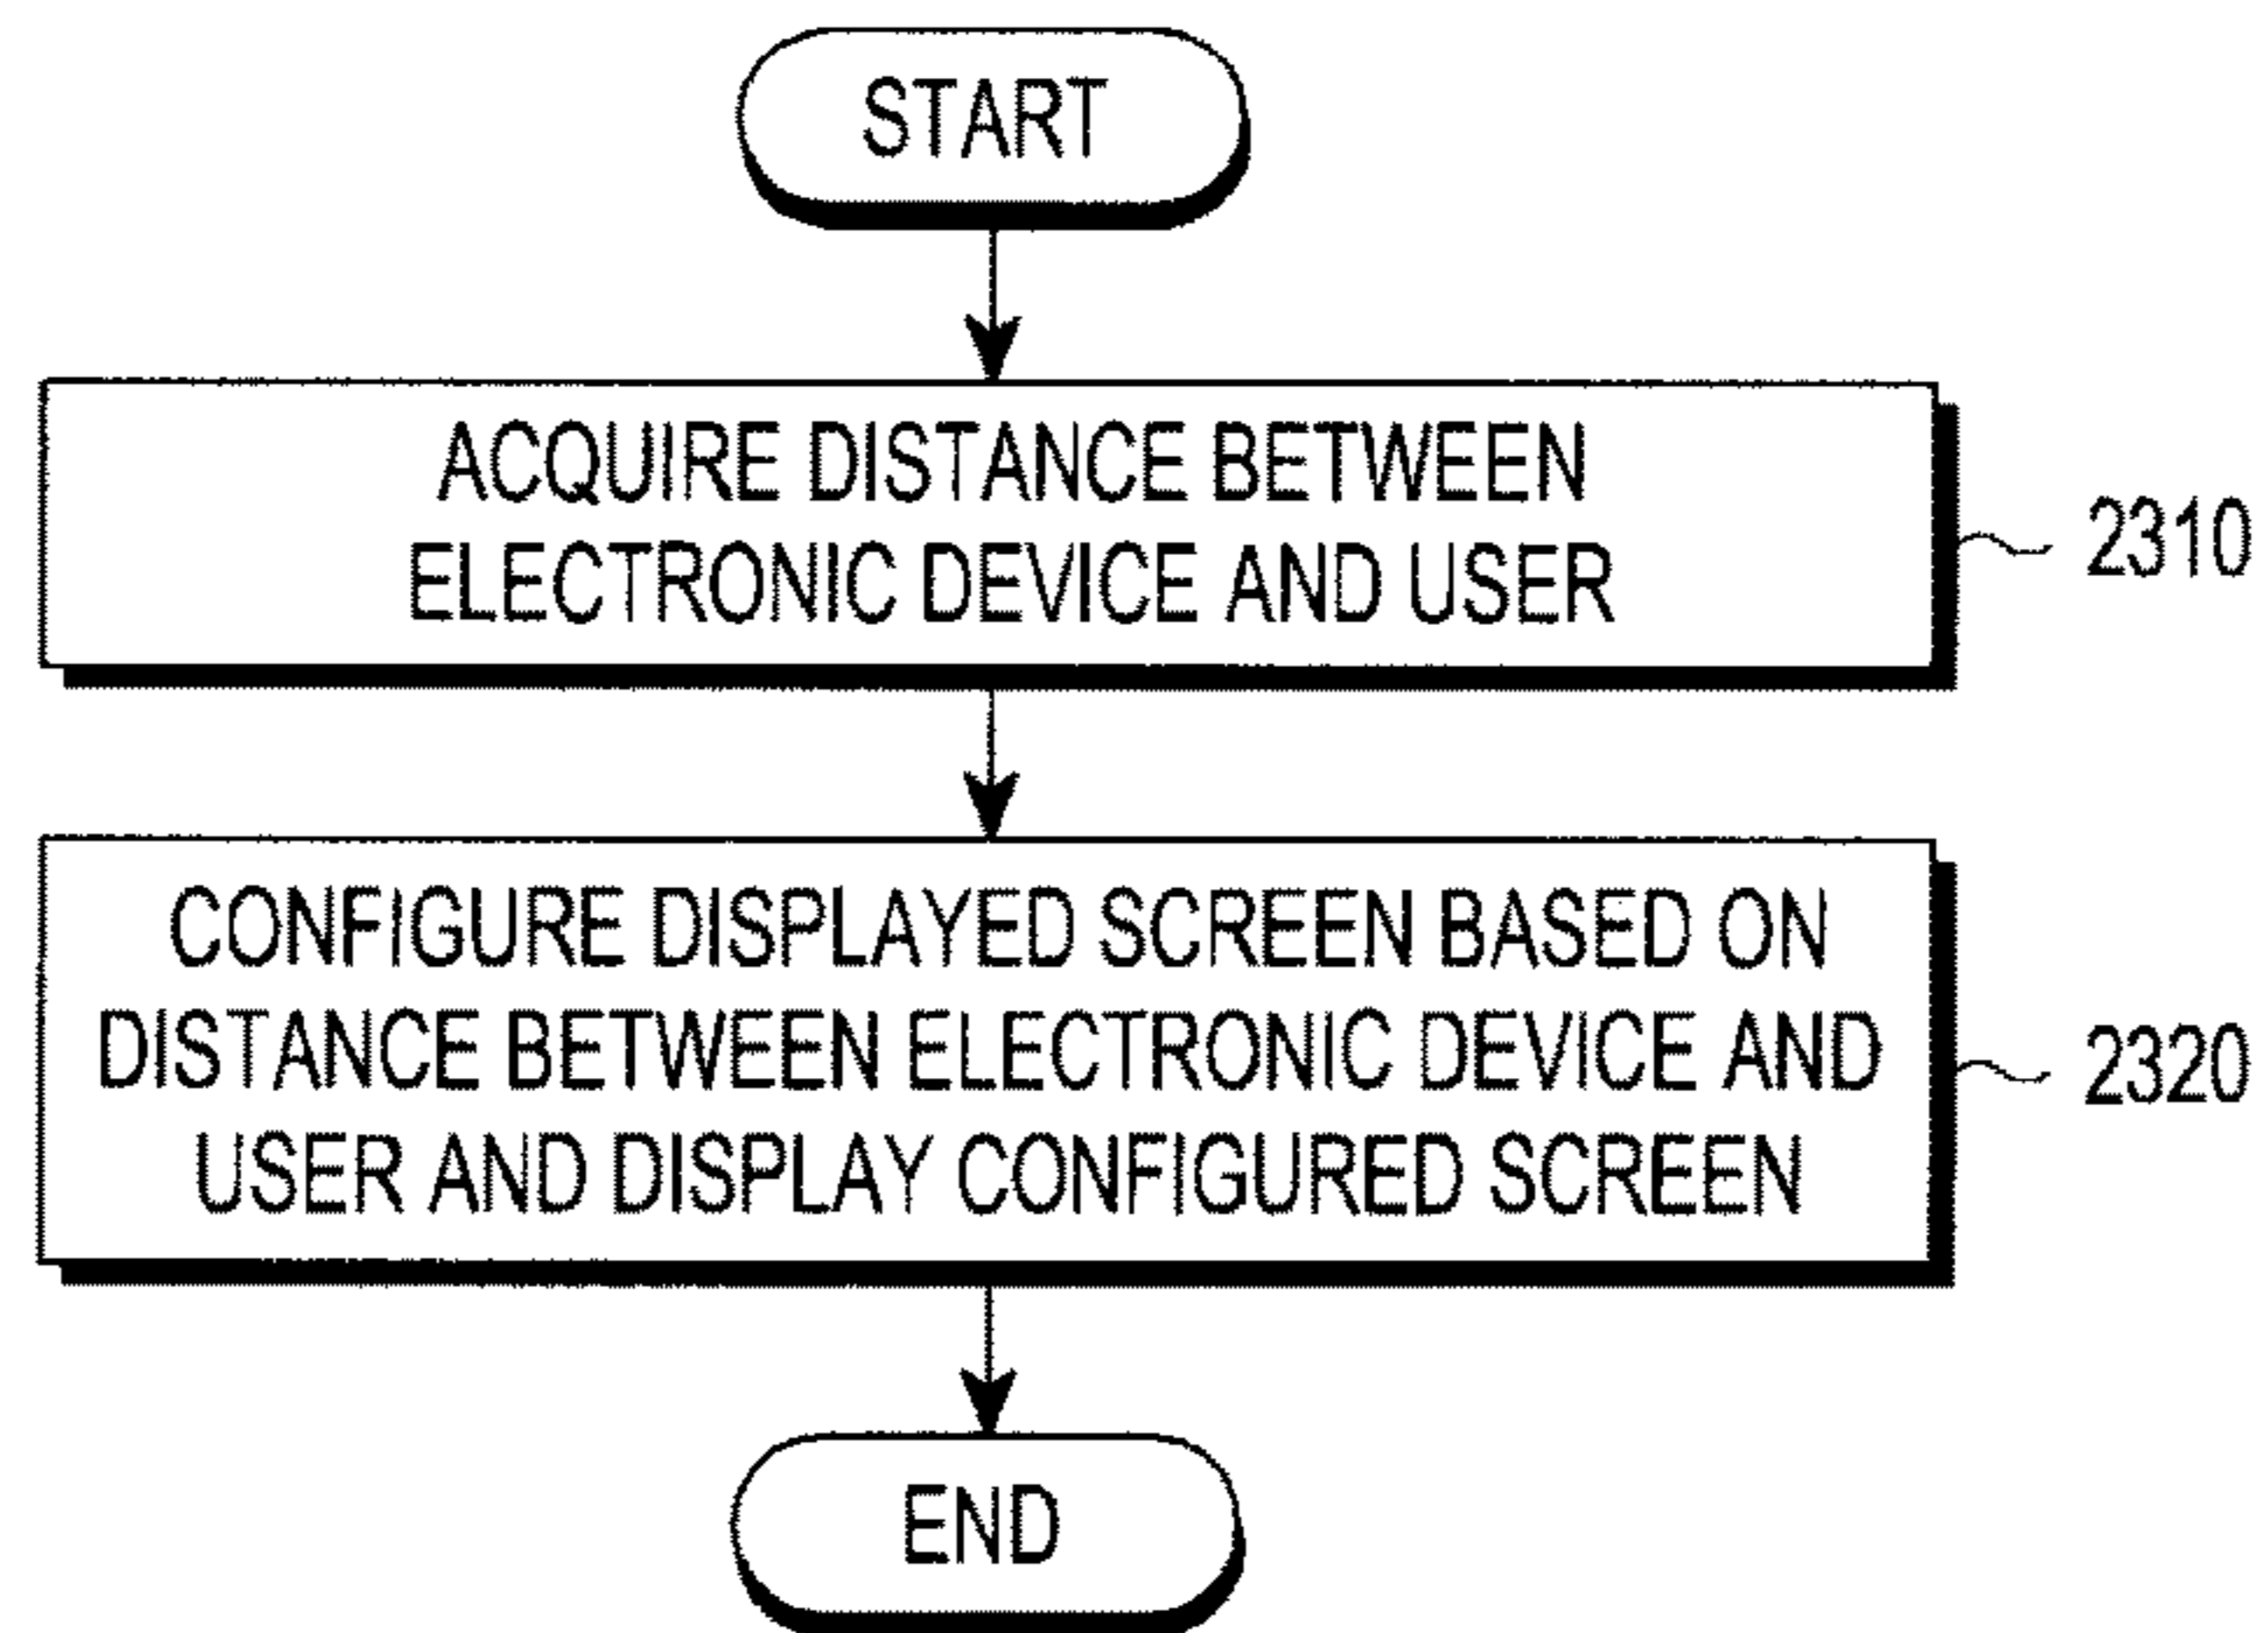 START
ACQUIRE DISTANCE BETWEEN
ELECTRONIC DEVICE AND USER
2310
CONFIGURE DISPLAYED SCREEN BASED ON
DISTANCE BETWEEN ELECTRONIC DEVICE AND
USER AND DISPLAY CONFIGURED SCREEN
2320
END